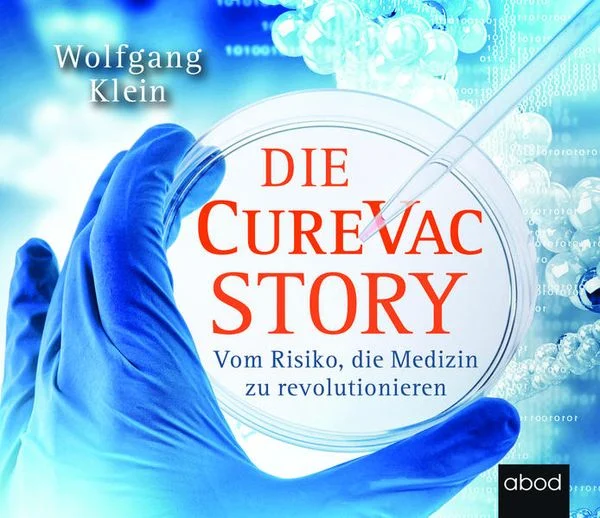 Wolfgang
Klein
DIE
CUREVAC
STORY
Vom Risiko, die Medizin
zu revolutionieren
abod